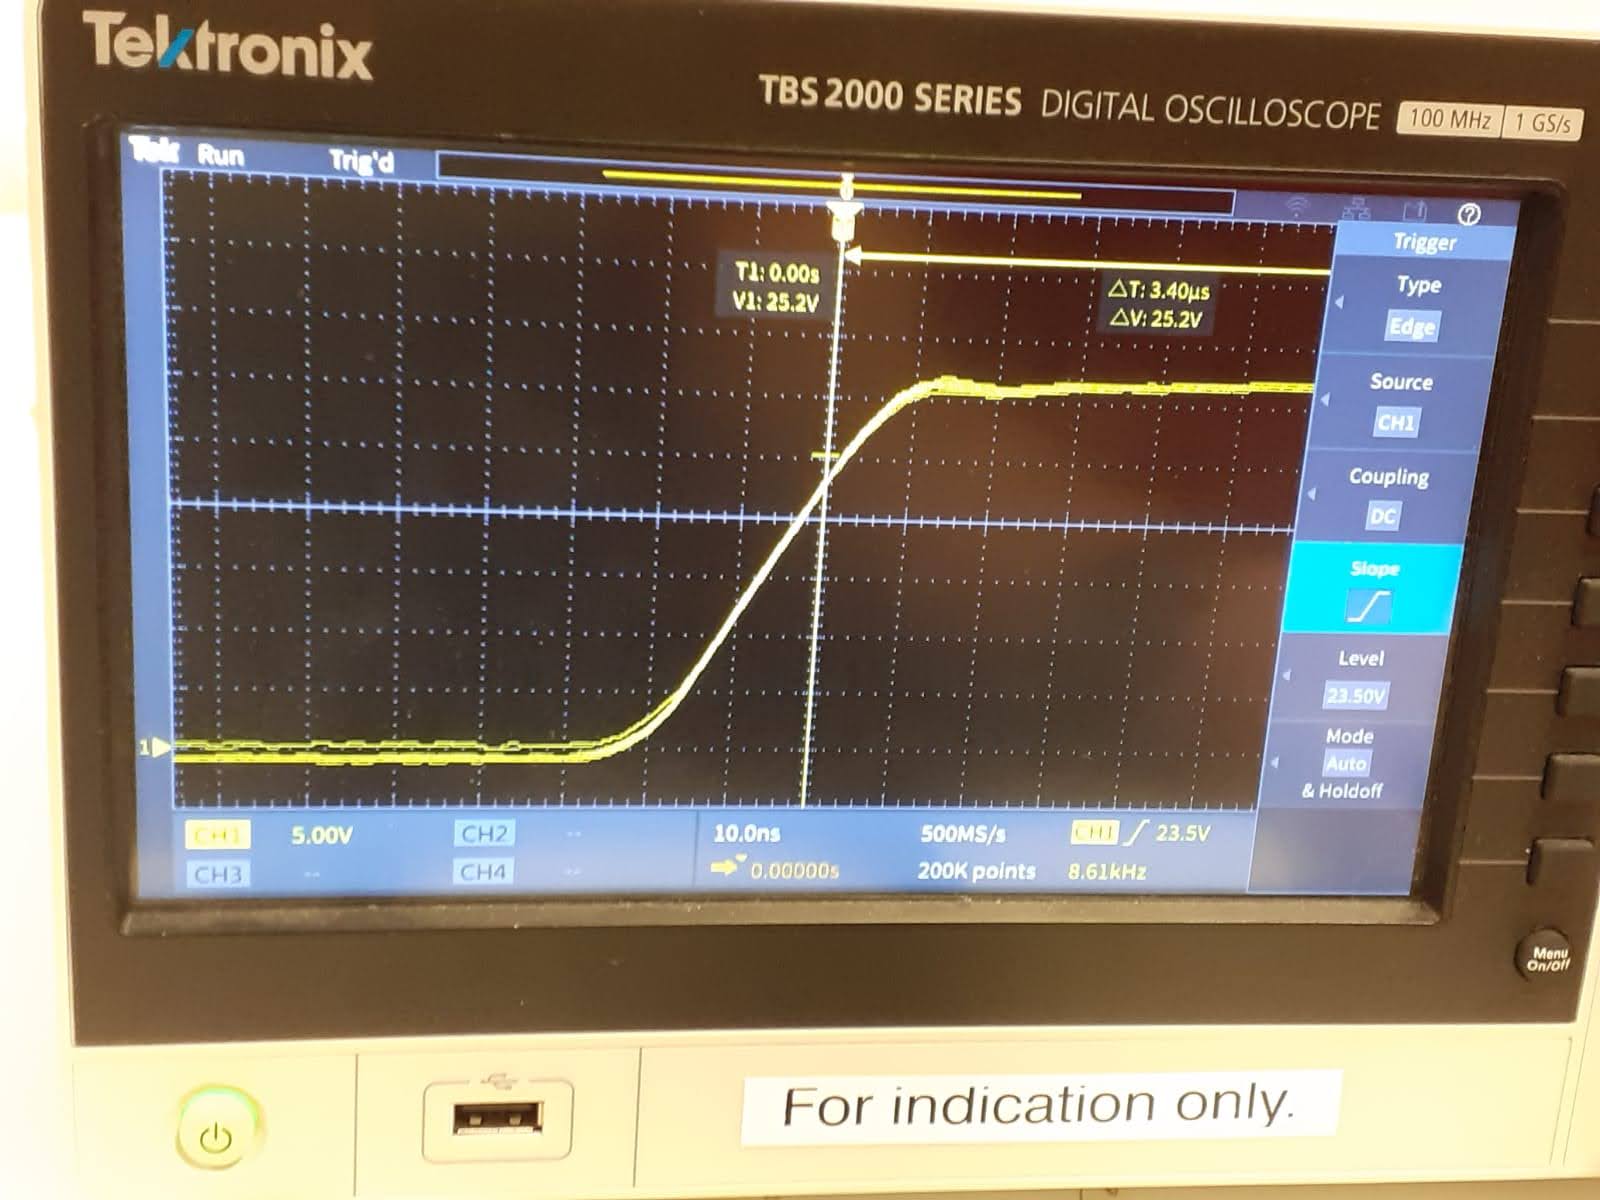 Tektronix
TBS 2000 SERIES DIGITAL OSCILLOSCOPE 100 MHz 1 GS/s
Tek Run Trig'd
Trigger
T1: 0.00s
V1: 25.2V
△T: 3.40µs
△V: 25.2V
Type
Edge
Source
CH1
Coupling
DC
Slope
Level
23.50V
Mode
Auto
& Holdoff
1
CH1 5.00V CH2 -- 10.0ns 500MS/s CH1 23.5V
CH3 -- CH4 -- 0.00000s 200K points 8.61kHz
Menu
On/Off
For indication only.